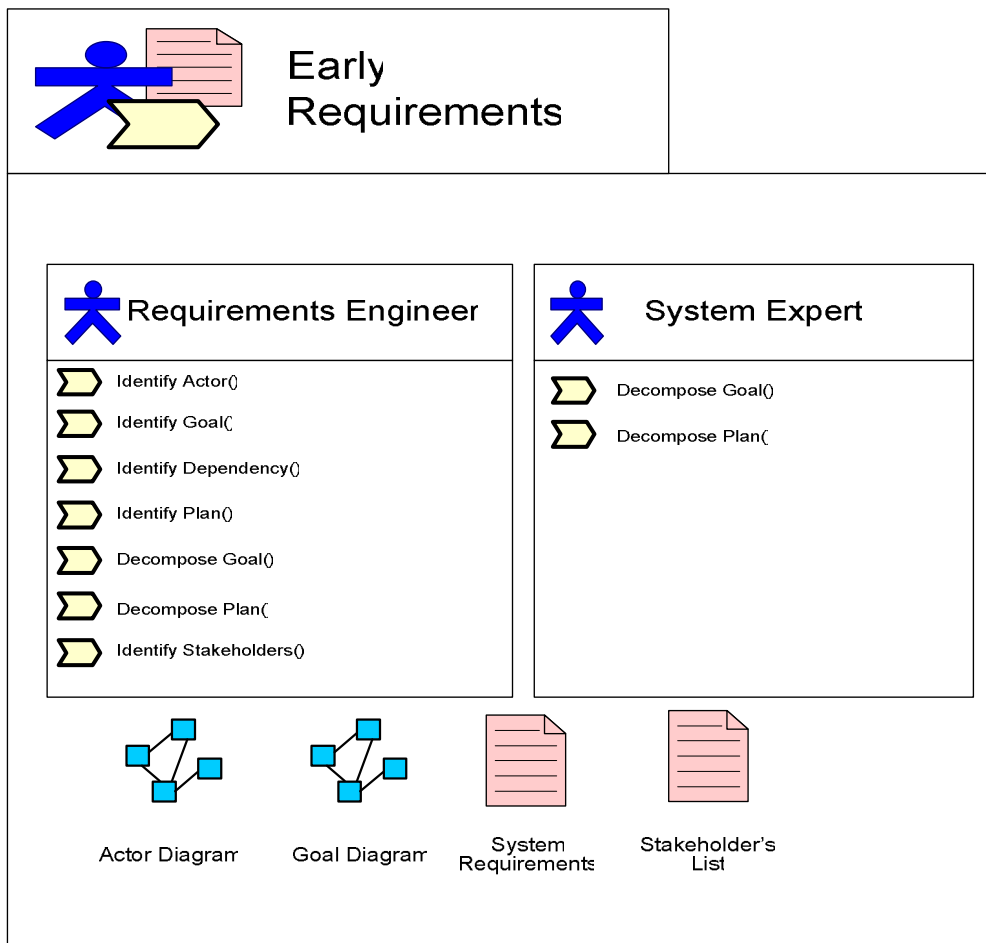 Early
Requirements
Requirements Engineer
Identify Actor()
Identify Goal(
Identify Dependency()
Identify Plan()
Decompose Goal()
Decompose Plan(
Identify Stakeholders()
System Expert
Decompose Goal()
Decompose Plan(
Actor Diagram
Goal Diagram
System
Requirements
Stakeholder's
List